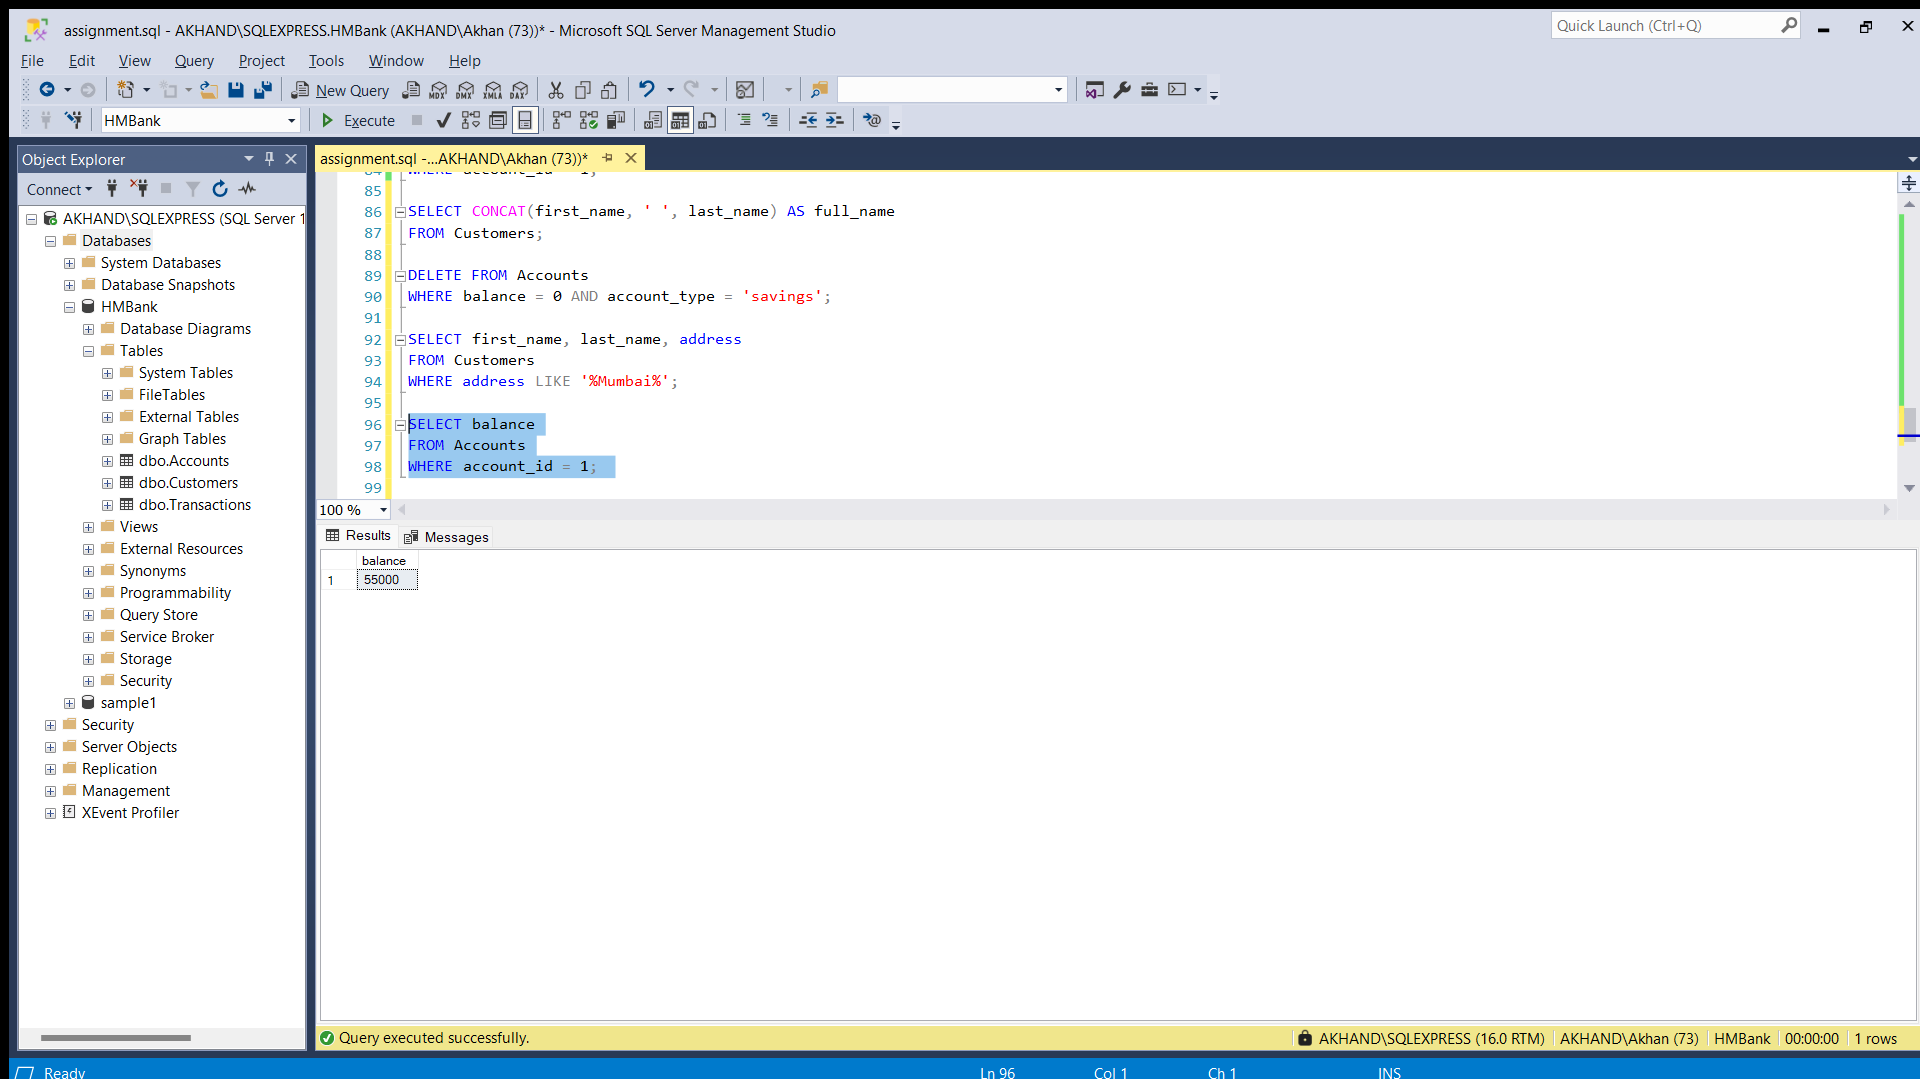 assignment.sql - AKHAND\SQLEXPRESS.HMBank (AKHAND\Akhan (73))* - Microsoft SQL Server Management Studio
Quick Launch (Ctrl+Q)
File Edit View Query Project Tools Window Help
New Query
MDX DMX XMLA DAX
HMBank
Execute
Object Explorer
Connect
AKHAND\SQLEXPRESS (SQL Server 1
Databases
System Databases
Database Snapshots
HMBank
Database Diagrams
Tables
System Tables
FileTables
External Tables
Graph Tables
dbo.Accounts
dbo.Customers
dbo.Transactions
Views
External Resources
Synonyms
Programmability
Query Store
Service Broker
Storage
Security
sample1
Security
Server Objects
Replication
Management
XEvent Profiler
assignment.sql -...AKHAND\Akhan (73))*
84 WHERE account_id = 1;
85
86 SELECT CONCAT(first_name, ' ', last_name) AS full_name
87 FROM Customers;
88
89 DELETE FROM Accounts
90 WHERE balance = 0 AND account_type = 'savings';
91
92 SELECT first_name, last_name, address
93 FROM Customers
94 WHERE address LIKE '%Mumbai%';
95
96 SELECT balance
97 FROM Accounts
98 WHERE account_id = 1;
99
100 %
Results Messages
balance
1 55000
Query executed successfully.
AKHAND\SQLEXPRESS (16.0 RTM) AKHAND\Akhan (73) HMBank 00:00:00 1 rows
Ready Ln 96 Col 1 Ch 1 INS